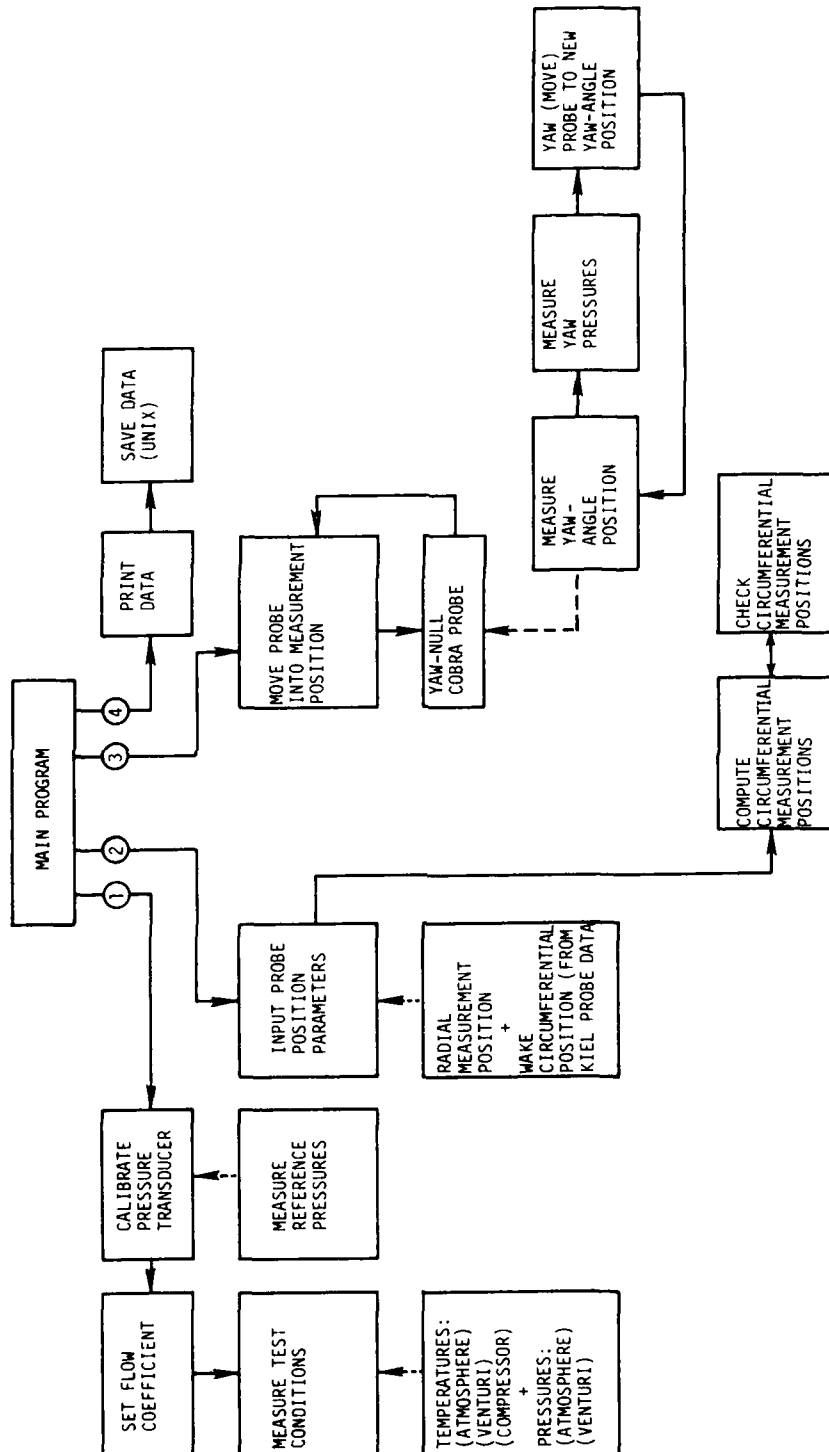 MAIN PROGRAM
1
2
3
4
SET FLOW
COEFFICIENT
CALIBRATE
PRESSURE
TRANSDUCER
MEASURE TEST
CONDITIONS
MEASURE
REFERENCE
PRESSURES
TEMPERATURES:
(ATMOSPHERE)
(VENTURI)
(COMPRESSOR)
+
PRESSURES:
(ATMOSPHERE)
(VENTURI)
INPUT PROBE
POSITION
PARAMETERS
RADIAL
MEASUREMENT
POSITION
+
WAKE
CIRCUMFERENTIAL
POSITION (FROM
KIEL PROBE DATA
COMPUTE
CIRCUMFERENTIAL
MEASUREMENT
POSITIONS
CHECK
CIRCUMFERENTIAL
MEASUREMENT
POSITIONS
MOVE PROBE
INTO MEASUREMENT
POSITION
YAW-NULL
COBRA PROBE
MEASURE
YAW-
ANGLE
POSITION
MEASURE
YAW
PRESSURES
YAW (MOVE)
PROBE TO NEW
YAW-ANGLE
POSITION
PRINT
DATA
SAVE DATA
(UNIX)